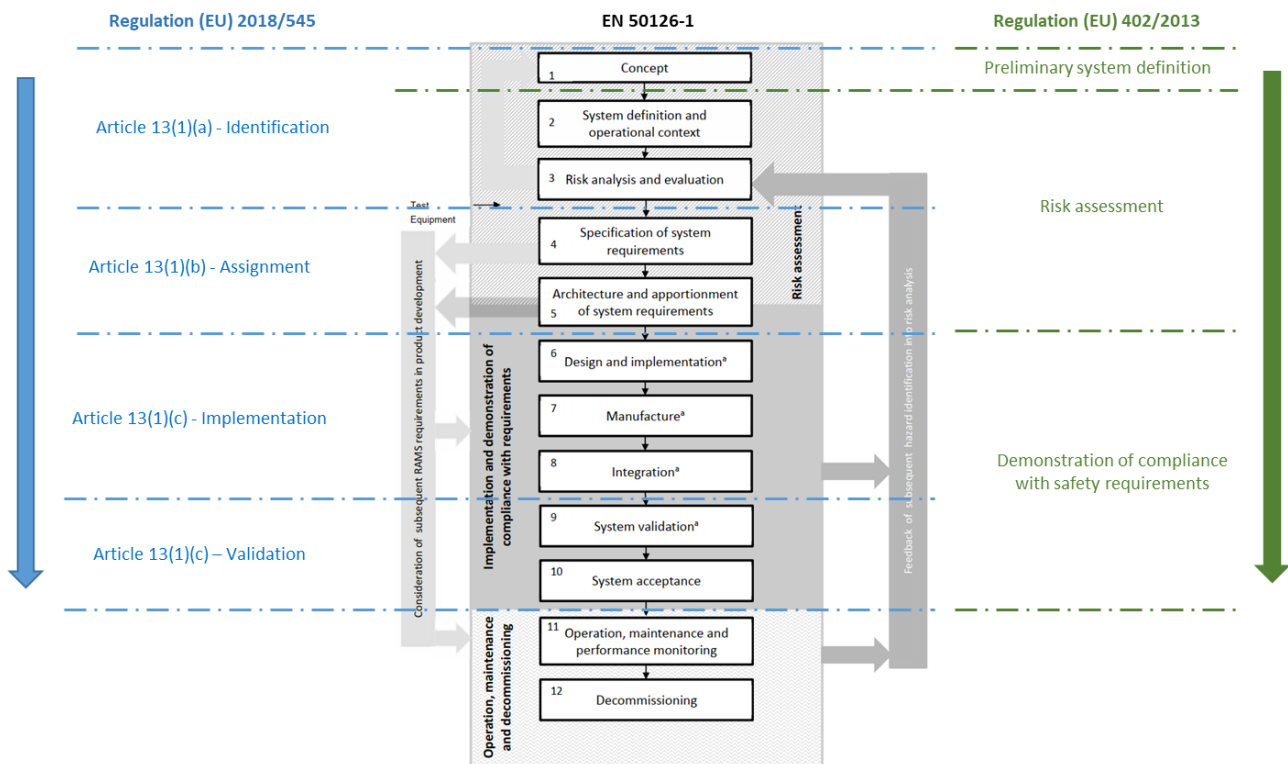 Regulation (EU) 2018/545
EN 50126-1
Regulation (EU) 402/2013
Article 13(1)(a) - Identification
Article 13(1)(b) - Assignment
Article 13(1)(c) - Implementation
Article 13(1)(c) – Validation
Test
Equipment
Consideration of subsequent RAMS requirements in product development
1
Concept
2
System definition and
operational context
3
Risk analysis and evaluation
4
Specification of system
requirements
5
Architecture and apportionment
of system requirements
6
Design and implementationᵃ
7
Manufactureᵃ
8
Integrationᵃ
9
System validationᵃ
10
System acceptance
11
Operation, maintenance and
performance monitoring
12
Decommissioning
Risk assessment
Implementation and demonstration of
compliance with requirements
Operation, maintenance
and decommissioning
Feedback of subsequent hazard identification into risk analysis
Preliminary system definition
Risk assessment
Demonstration of compliance
with safety requirements